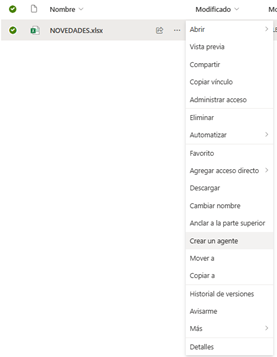 Nombre
Modificado
NOVEDADES.xlsx
Abrir
Vista previa
Compartir
Copiar vínculo
Administrar acceso
Eliminar
Automatizar
Favorito
Agregar acceso directo
Descargar
Cambiar nombre
Anclar a la parte superior
Crear un agente
Mover a
Copiar a
Historial de versiones
Avisarme
Más
Detalles